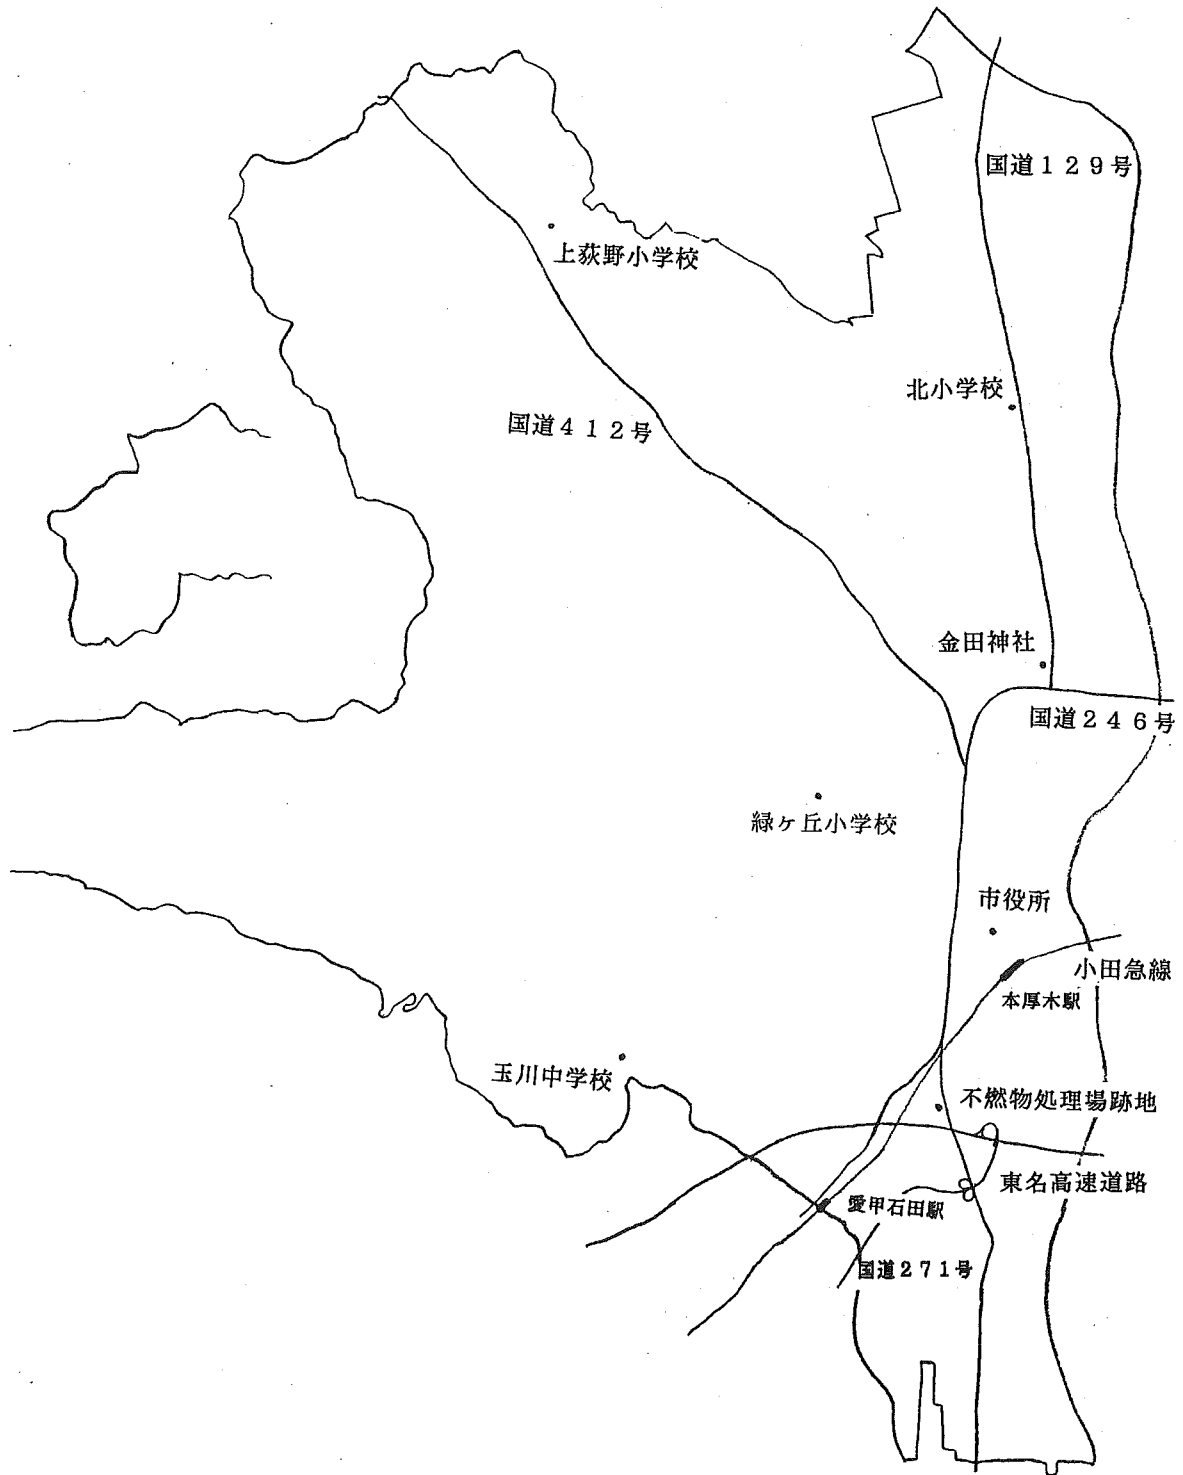 国道１２９号
上荻野小学校
北小学校
国道４１２号
金田神社
国道２４６号
緑ヶ丘小学校
市役所
小田急線
本厚木駅
玉川中学校
不燃物処理場跡地
東名高速道路
愛甲石田駅
国道２７１号